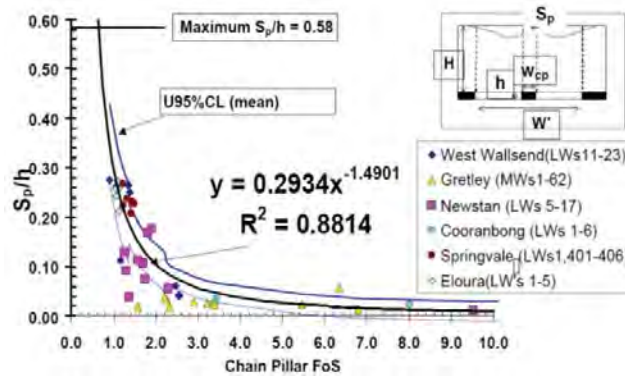 0.60
0.50
0.40
0.30
0.20
0.10
0.00
Sp/h
Maximum Sp/h = 0.58
U95%CL (mean)
y = 0.2934x^-1.4901
R² = 0.8814
0.0 1.0 2.0 3.0 4.0 5.0 6.0 7.0 8.0 9.0 10.0
Chain Pillar FoS
Sp
H
h
wcp
W'
West Wallsend(LWs11-23)
Gretley (MWs1-62)
Newstan (LWs 5-17)
Cooranbong (LWs 1-6)
Springvale (LWs1,401-406)
Eloura(LW's 1-5)